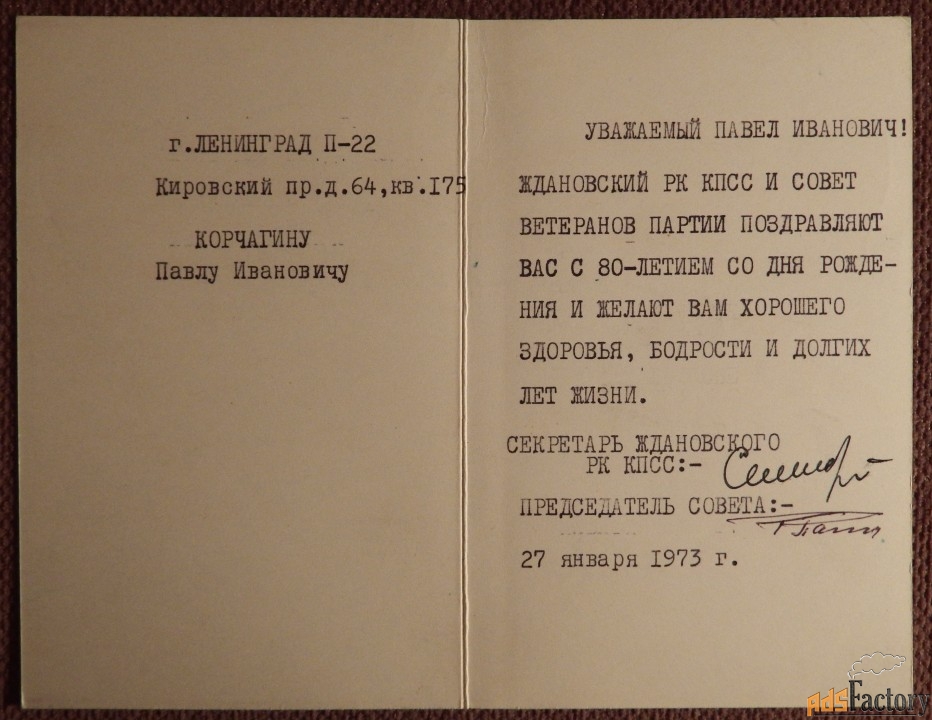 г.ЛЕНИНГРАД П-22
Кировский пр.д.64,кв.175
КОРЧАГИНУ
Павлу Ивановичу
УВАЖАЕМЫЙ ПАВЕЛ ИВАНОВИЧ!
ЖДАНОВСКИЙ РК КПСС И СОВЕТ
ВЕТЕРАНОВ ПАРТИИ ПОЗДРАВЛЯЮТ
ВАС С 80-ЛЕТИЕМ СО ДНЯ РОЖДЕ-
НИЯ И ЖЕЛАЮТ ВАМ ХОРОШЕГО
ЗДОРОВЬЯ, БОДРОСТИ И ДОЛГИХ
ЛЕТ ЖИЗНИ.
СЕКРЕТАРЬ ЖДАНОВСКОГО
РК КПСС:-
ПРЕДСЕДАТЕЛЬ СОВЕТА:-
27 января 1973 г.
AdsFactory